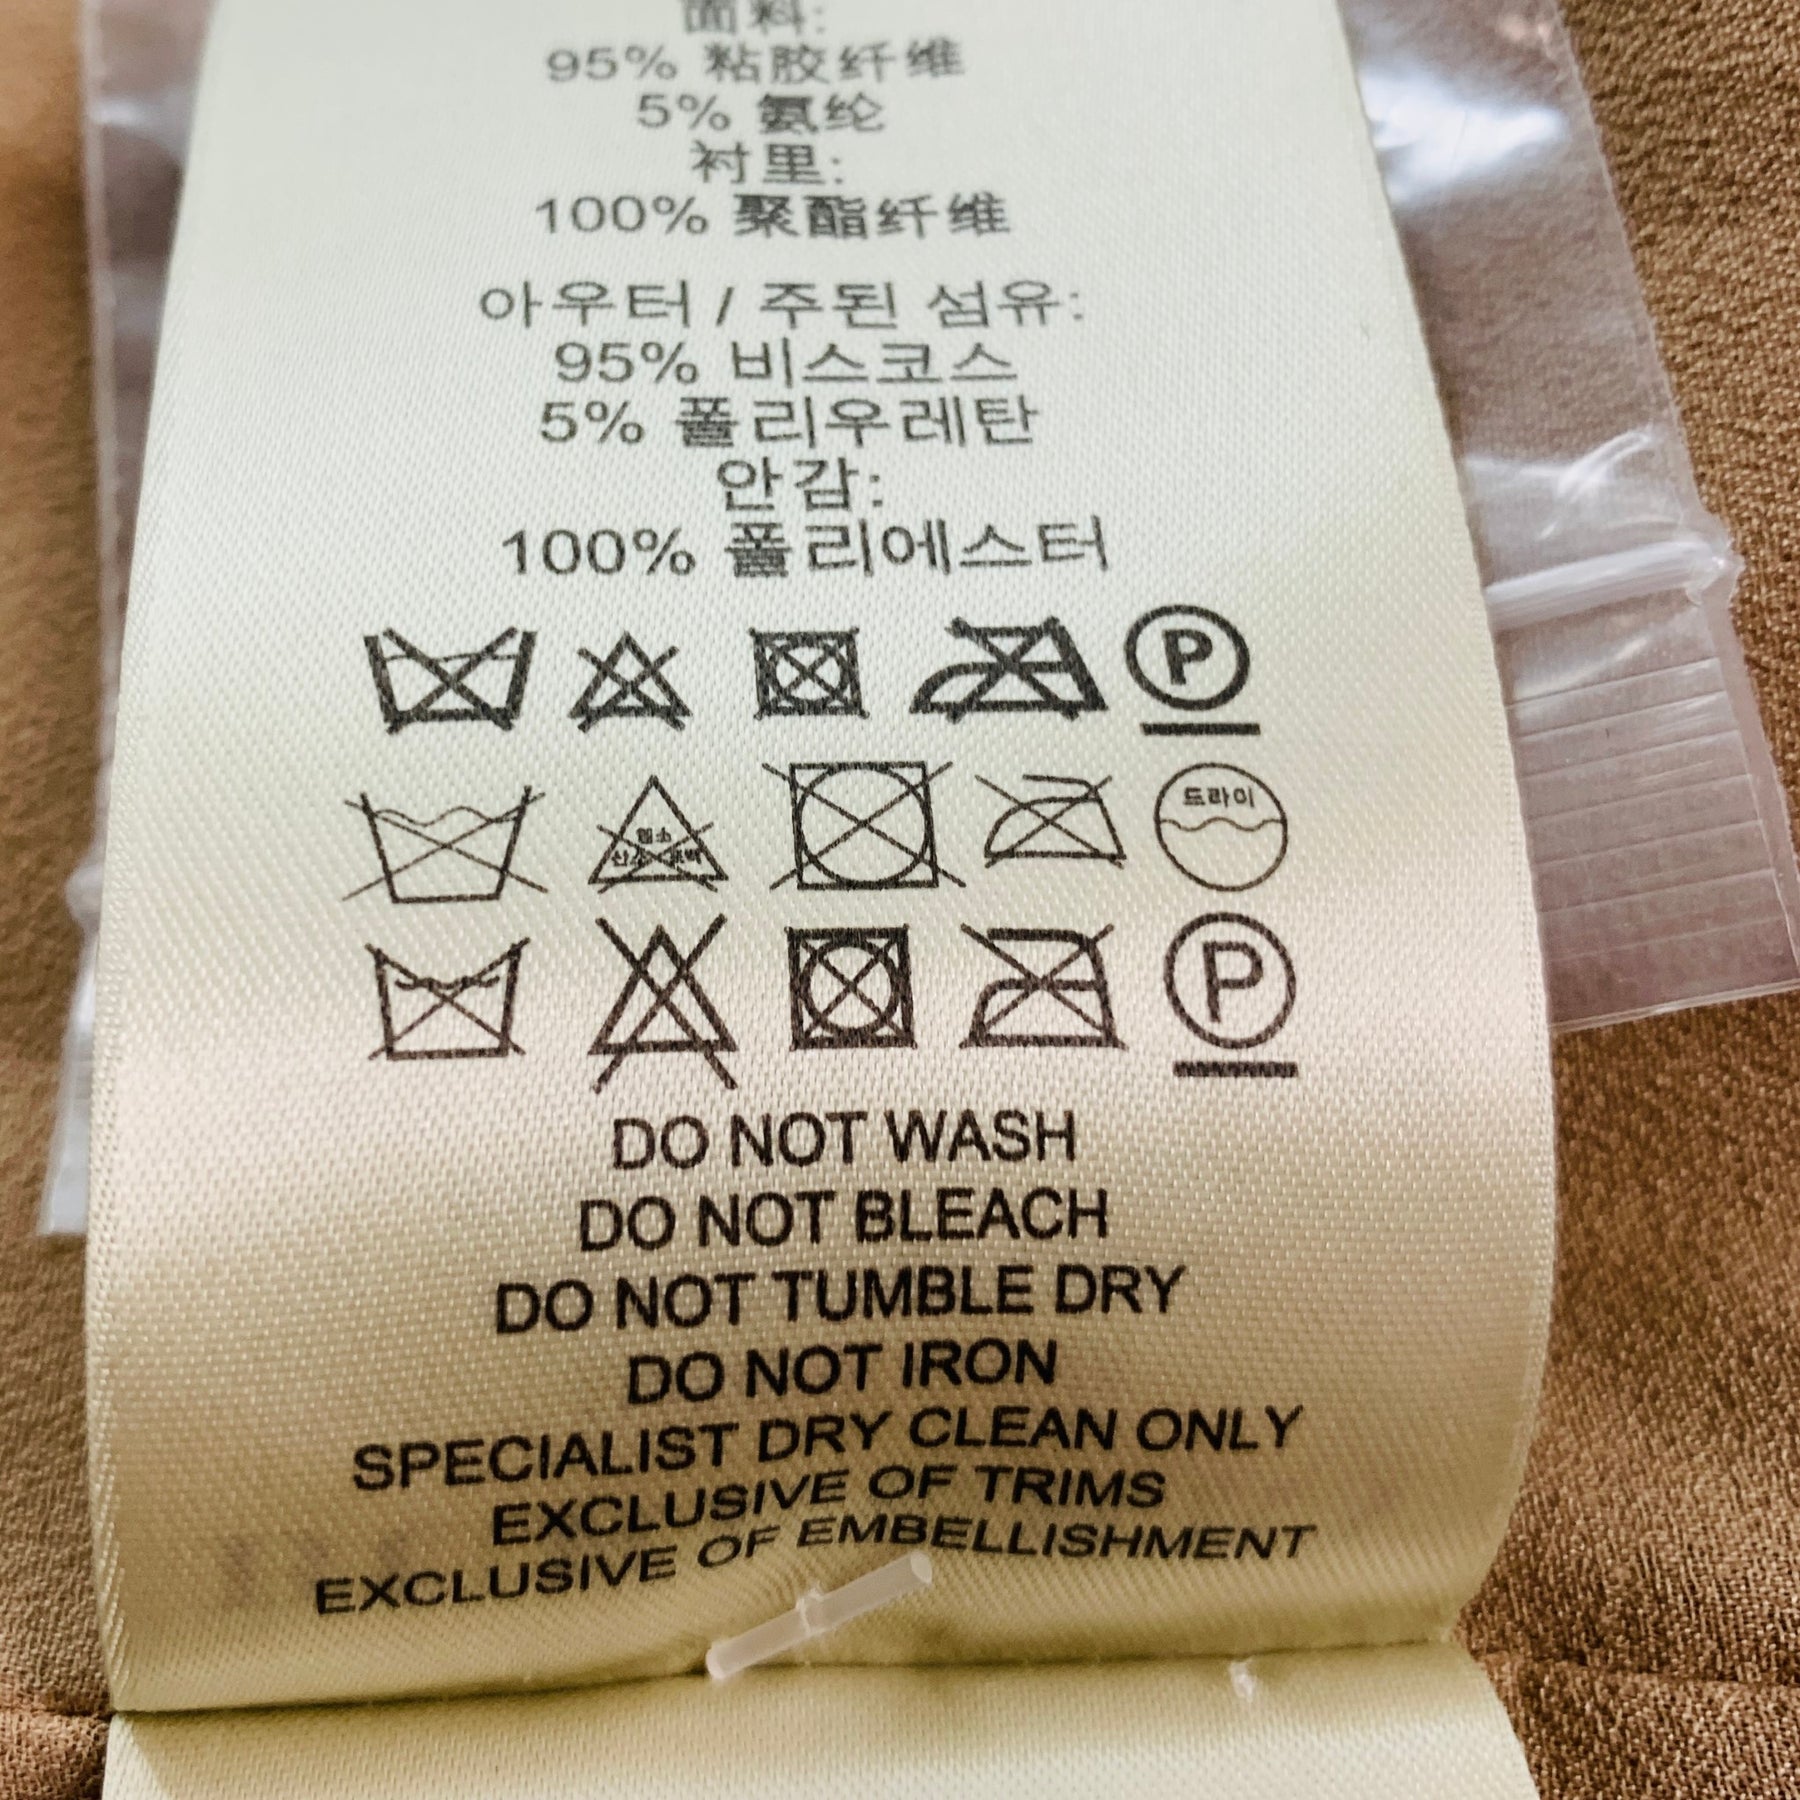 面料:
95% 粘胶纤维
5% 氨纶
衬里:
100% 聚酯纤维
아우터 / 주된 섬유:
95% 비스코스
5% 폴리우레탄
안감:
100% 폴리에스터
P
드라이
P
DO NOT WASH
DO NOT BLEACH
DO NOT TUMBLE DRY
DO NOT IRON
SPECIALIST DRY CLEAN ONLY
EXCLUSIVE OF TRIMS
EXCLUSIVE OF EMBELLISHMENT